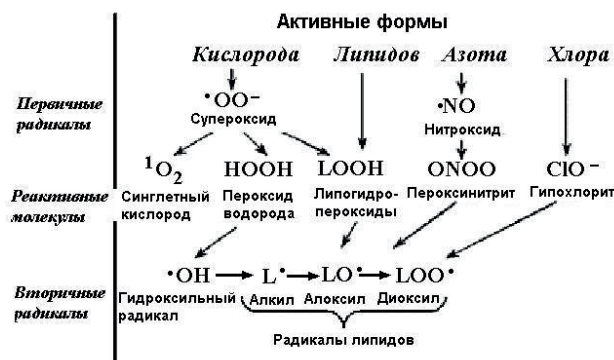 Активные формы
Кислорода Липидов Азота Хлора
Первичные
радикалы
•OO⁻
Супероксид
•NO
Нитроксид
¹O₂ HOOH LOOH ONOO ClO⁻
Реактивные
молекулы
Синглетный
кислород
Пероксид
водорода
Липогидро-
пероксиды
Пероксинитрит
Гипохлорит
Вторичные
радикалы
•OH L• LO• LOO•
Гидроксильный
радикал
Алкил Алоксил Диоксил
Радикалы липидов